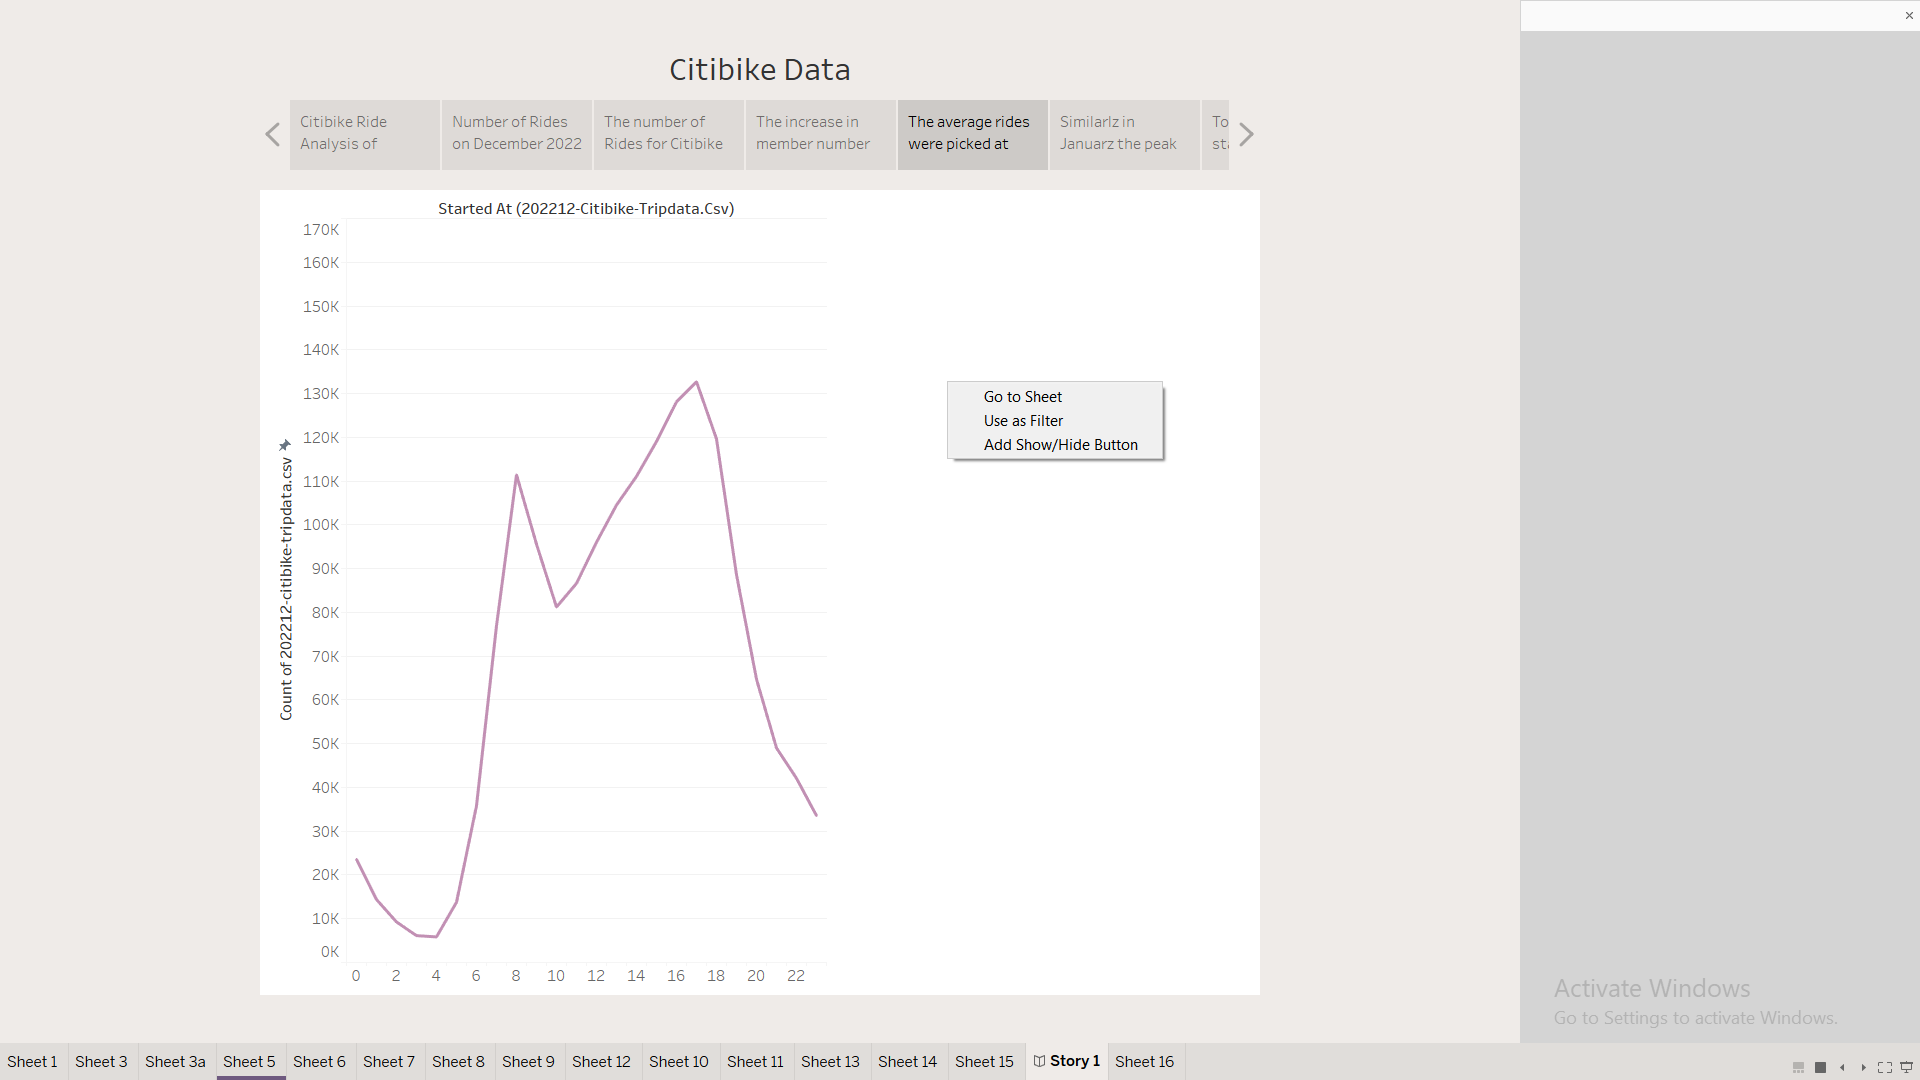 Citibike Data
Citibike Ride
Analysis of
Number of Rides
on December 2022
The number of
Rides for Citibike
The increase in
member number
The average rides
were picked at
Similarlz in
Januarz the peak
To
Started At (202212-Citibike-Tripdata.Csv)
Count of 202212-citibike-tripdata.csv
170K
160K
150K
140K
130K
120K
110K
100K
90K
80K
70K
60K
50K
40K
30K
20K
10K
0K
0 2 4 6 8 10 12 14 16 18 20 22
Go to Sheet
Use as Filter
Add Show/Hide Button
Activate Windows
Go to Settings to activate Windows.
Sheet 1 Sheet 3 Sheet 3a Sheet 5 Sheet 6 Sheet 7 Sheet 8 Sheet 9 Sheet 12 Sheet 10 Sheet 11 Sheet 13 Sheet 14 Sheet 15 Story 1 Sheet 16